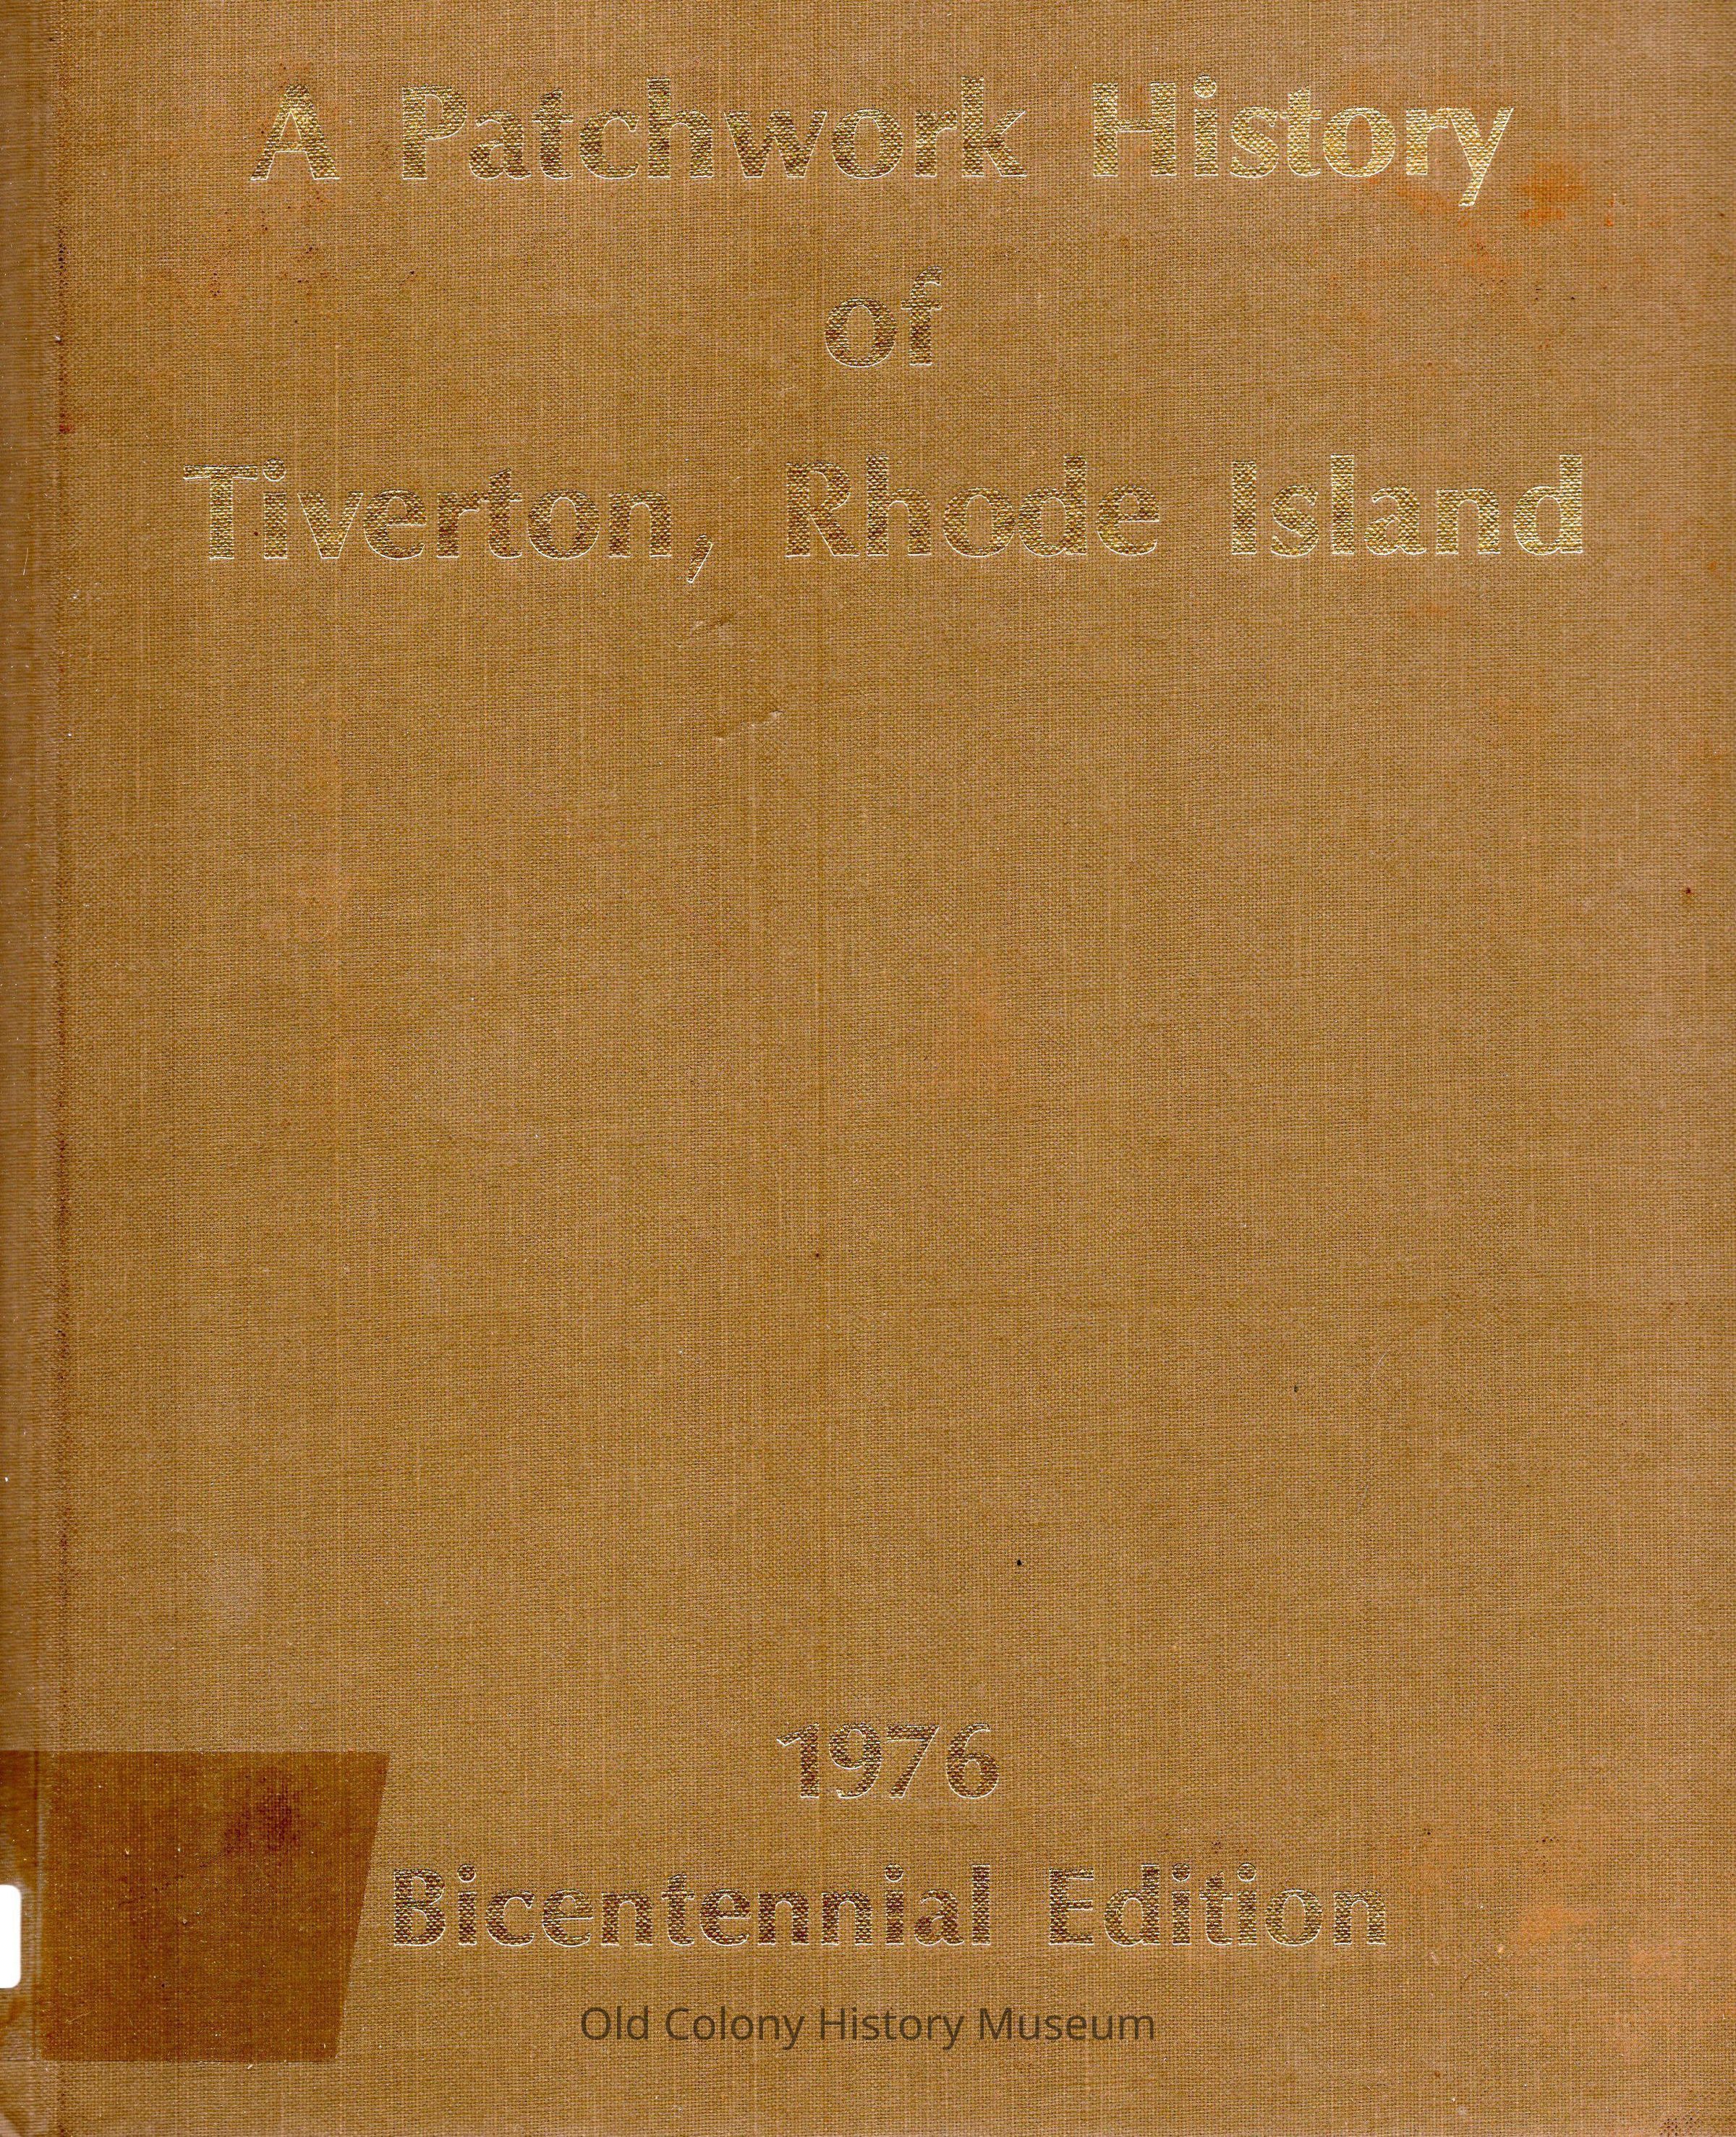 A Patchwork History
of
Tiverton, Rhode Island
1976
Bicentennial Edition
Old Colony History Museum